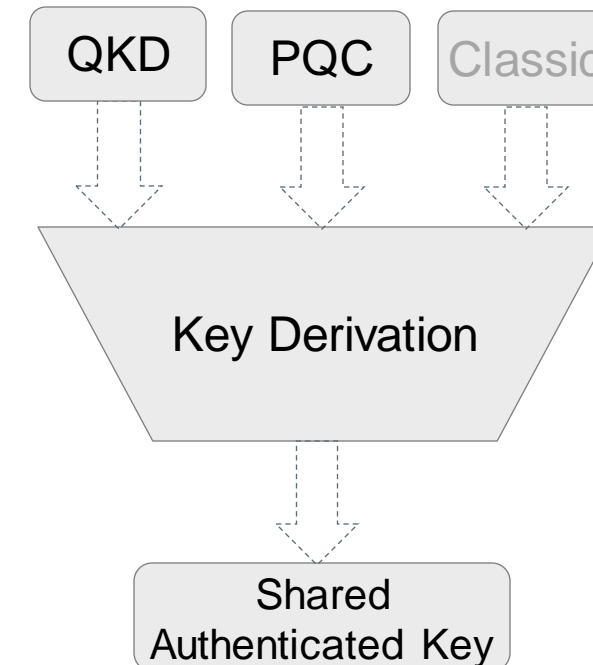 QKD
PQC
Classic
Key Derivation
Shared
Authenticated Key